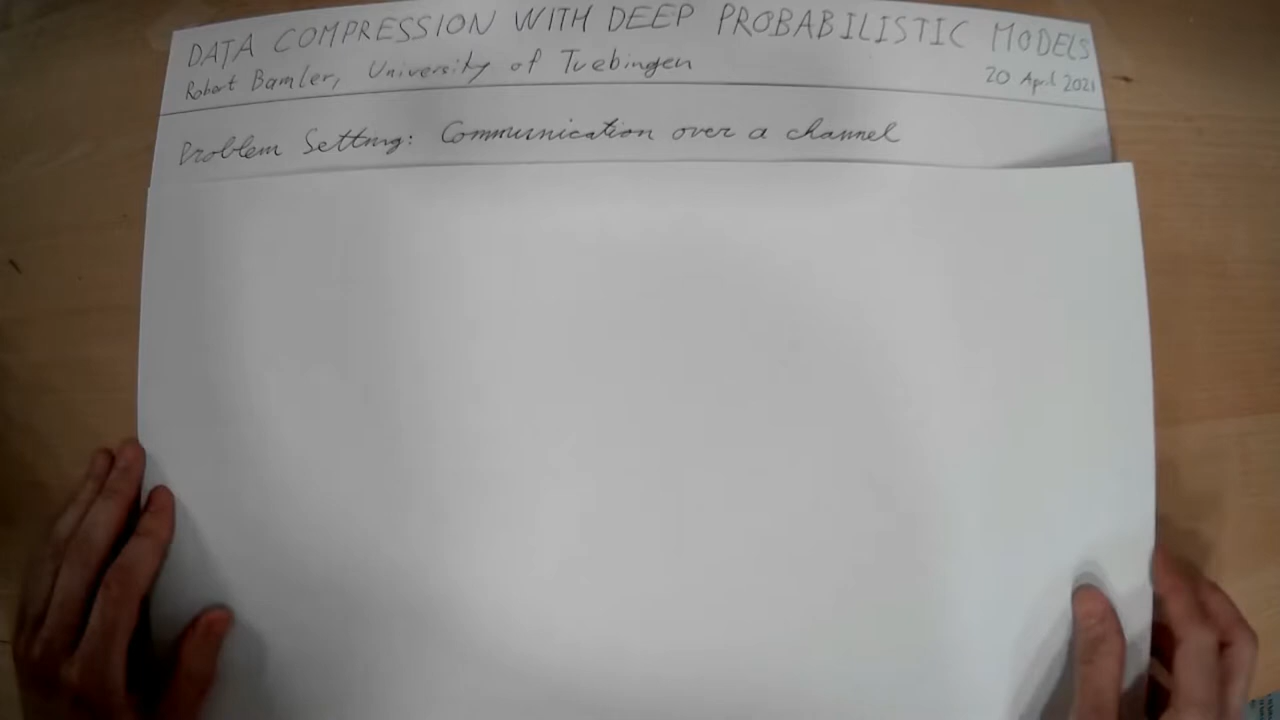 DATA COMPRESSION WITH DEEP PROBABILISTIC MODELS
Robert Bamler, University of Tuebingen
20 April 2021
Problem Setting: Communication over a channel